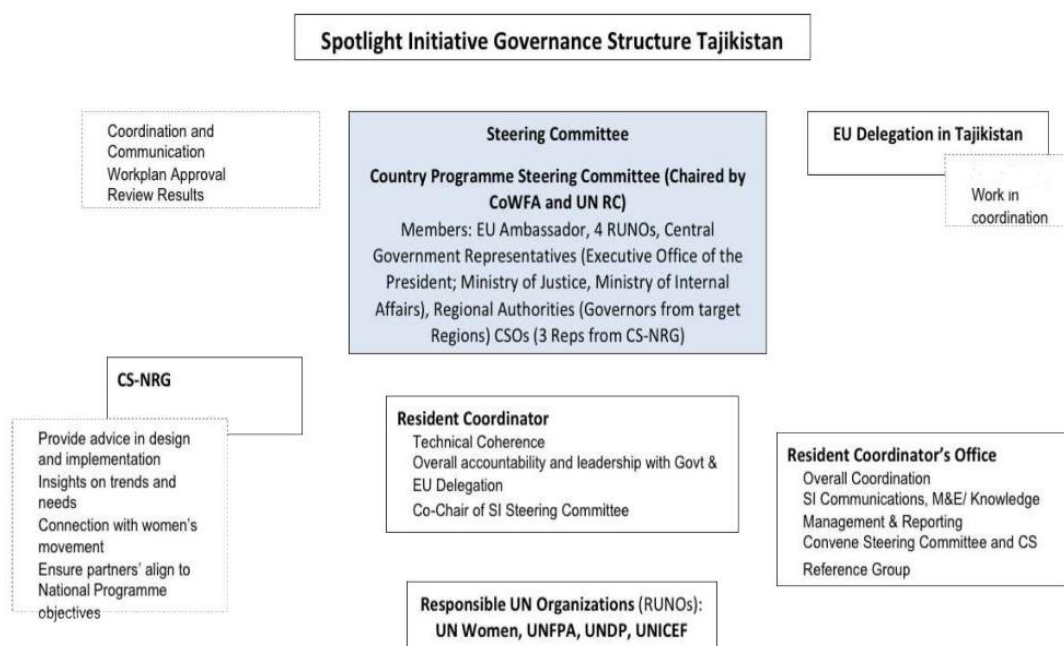 Spotlight Initiative Governance Structure Tajikistan
Coordination and
Communication
Workplan Approval
Review Results
Steering Committee
Country Programme Steering Committee (Chaired by
CoWFA and UN RC)
Members: EU Ambassador, 4 RUNOs, Central
Government Representatives (Executive Office of the
President; Ministry of Justice, Ministry of Internal
Affairs), Regional Authorities (Governors from target
Regions) CSOs (3 Reps from CS-NRG)
EU Delegation in Tajikistan
Work in
coordination
CS-NRG
Provide advice in design
and implementation
Insights on trends and
needs
Connection with women's
movement
Ensure partners' align to
National Programme
objectives
Resident Coordinator
Technical Coherence
Overall accountability and leadership with Govt &
EU Delegation
Co-Chair of SI Steering Committee
Resident Coordinator's Office
Overall Coordination
SI Communications, M&E/ Knowledge
Management & Reporting
Convene Steering Committee and CS
Reference Group
Responsible UN Organizations (RUNOs):
UN Women, UNFPA, UNDP, UNICEF